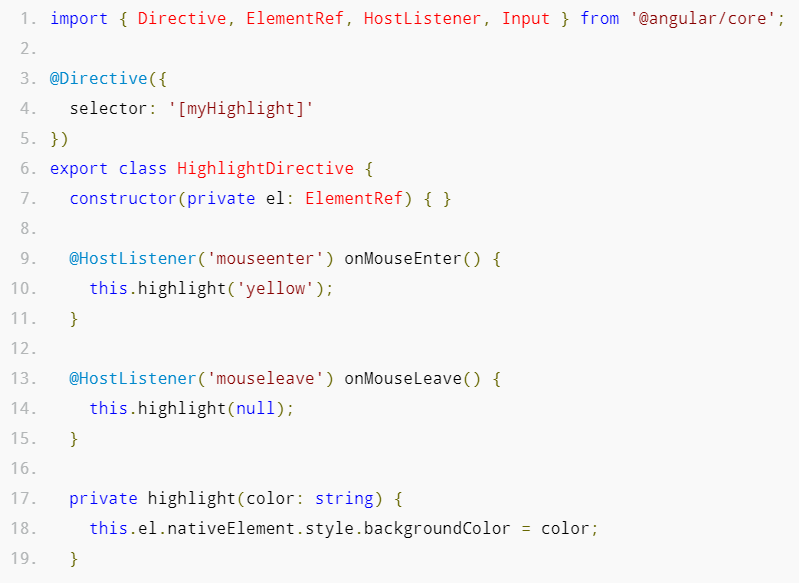 1. import { Directive, ElementRef, HostListener, Input } from '@angular/core';
2.
3. @Directive({
4.   selector: '[myHighlight]'
5. })
6. export class HighlightDirective {
7.   constructor(private el: ElementRef) { }
8.
9.   @HostListener('mouseenter') onMouseEnter() {
10.     this.highlight('yellow');
11.   }
12.
13.   @HostListener('mouseleave') onMouseLeave() {
14.     this.highlight(null);
15.   }
16.
17.   private highlight(color: string) {
18.     this.el.nativeElement.style.backgroundColor = color;
19.   }